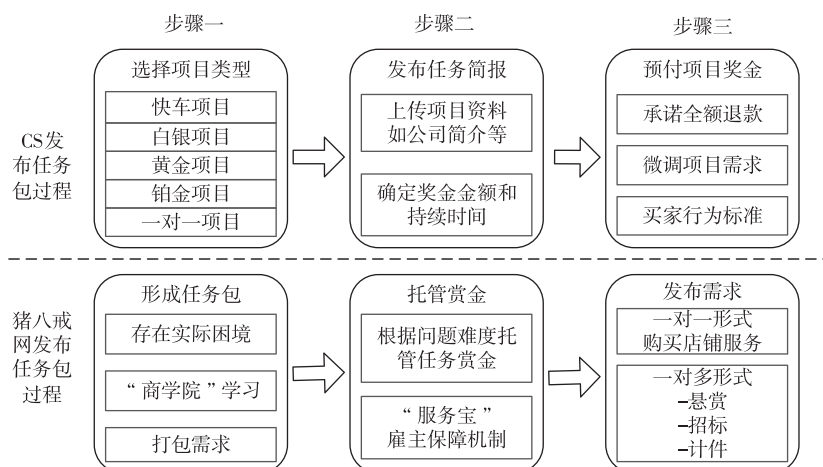 步骤一
步骤二
步骤三
CS发
布任务
包过程
选择项目类型
快车项目
白银项目
黄金项目
铂金项目
一对一项目
发布任务简报
上传项目资料
如公司简介等
确定奖金金额和
持续时间
预付项目奖金
承诺全额退款
微调项目需求
买家行为标准
猪八戒
网发布
任务包
过程
形成任务包
存在实际困境
“商学院”学习
打包需求
托管赏金
根据问题难度托
管任务赏金
“服务宝”
雇主保障机制
发布需求
一对一形式
购买店铺服务
一对多形式
–悬赏
–招标
–计件